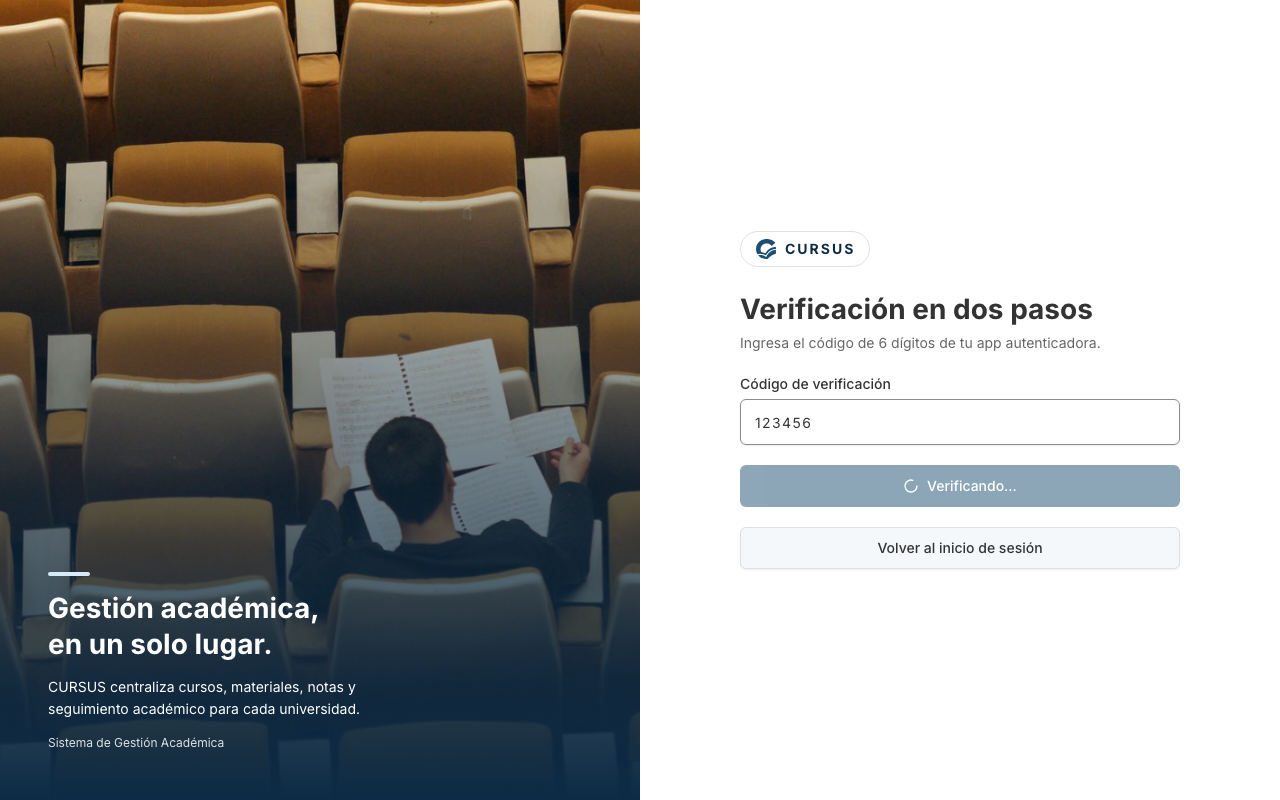 Gestión académica,
en un solo lugar.
CURSUS centraliza cursos, materiales, notas y
seguimiento académico para cada universidad.
Sistema de Gestión Académica
CURSUS
Verificación en dos pasos
Ingresa el código de 6 dígitos de tu app autenticadora.
Código de verificación
123456
Verificando...
Volver al inicio de sesión